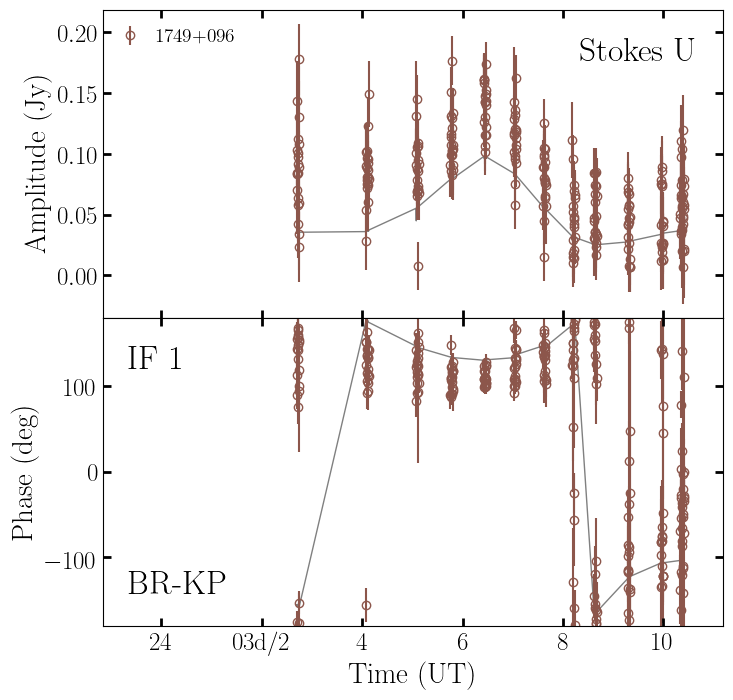 1749+096
Stokes U
0.20
0.15
0.10
0.05
0.00
Amplitude (Jy)
IF 1
100
0
−100
Phase (deg)
BR-KP
24 03d/2 4 6 8 10
Time (UT)